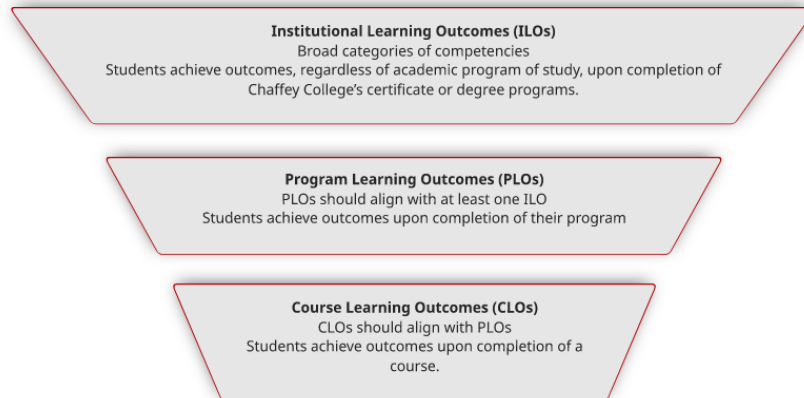 Institutional Learning Outcomes (ILOs)
Broad categories of competencies
Students achieve outcomes, regardless of academic program of study, upon completion of
Chaffey College's certificate or degree programs.
Program Learning Outcomes (PLOs)
PLOs should align with at least one ILO
Students achieve outcomes upon completion of their program
Course Learning Outcomes (CLOs)
CLOs should align with PLOs
Students achieve outcomes upon completion of a
course.